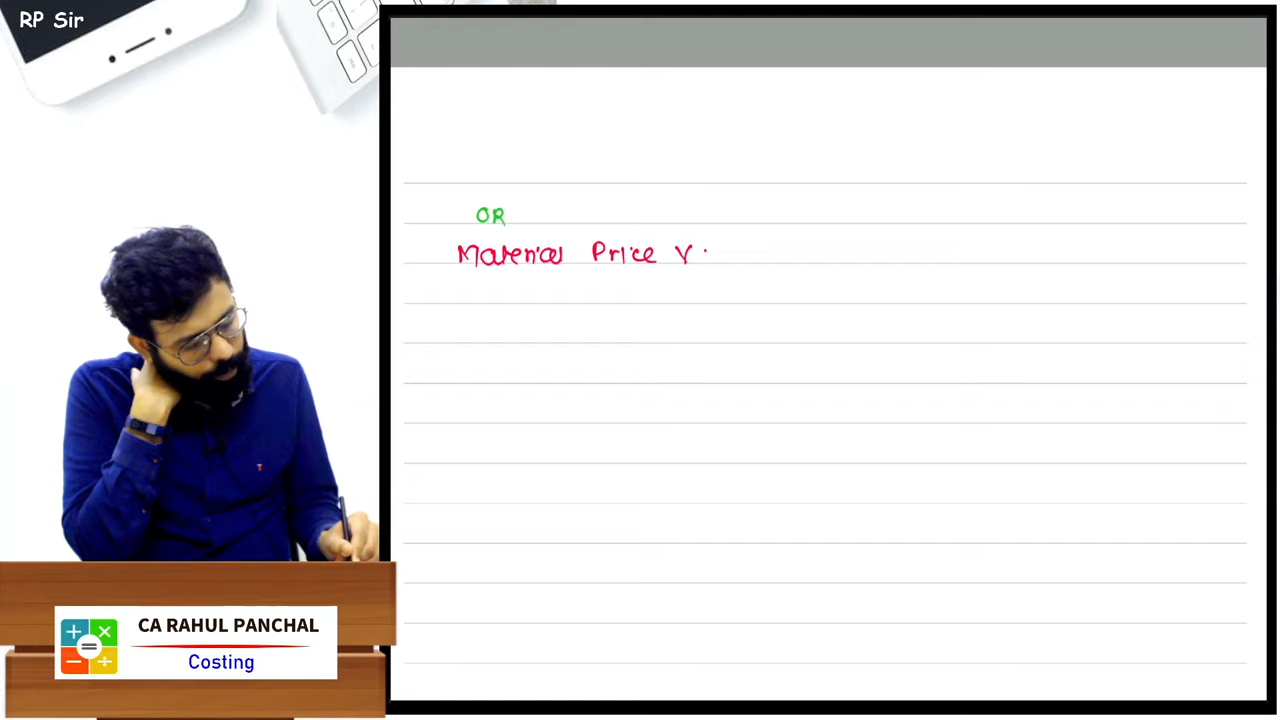 RP Sir
OR
Material Price V.
CA RAHUL PANCHAL
Costing